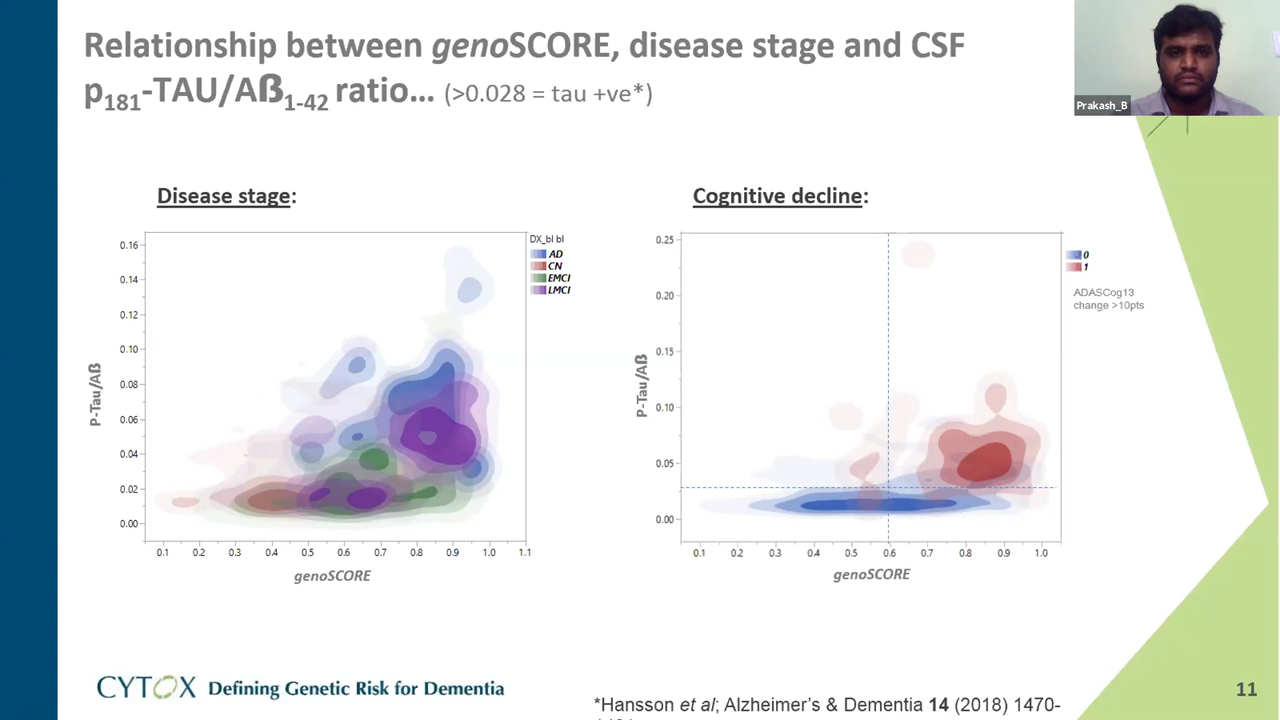 Relationship between genoSCORE, disease stage and CSF
p181-TAU/Aß1-42 ratio... (>0.028 = tau +ve*)
Prakash_B
Disease stage:
Cognitive decline:
DX_bl bl
AD
CN
EMCI
LMCI
0.16
0.14
0.12
0.10
0.08
0.06
0.04
0.02
0.00
P-Tau/Aß
0.1 0.2 0.3 0.4 0.5 0.6 0.7 0.8 0.9 1.0 1.1
genoSCORE
0.25
0.20
0.15
0.10
0.05
0.00
P-Tau/Aß
0.1 0.2 0.3 0.4 0.5 0.6 0.7 0.8 0.9 1.0
genoSCORE
0
1
ADASCog13
change >10pts
CYTOX Defining Genetic Risk for Dementia
*Hansson et al; Alzheimer's & Dementia 14 (2018) 1470-
11